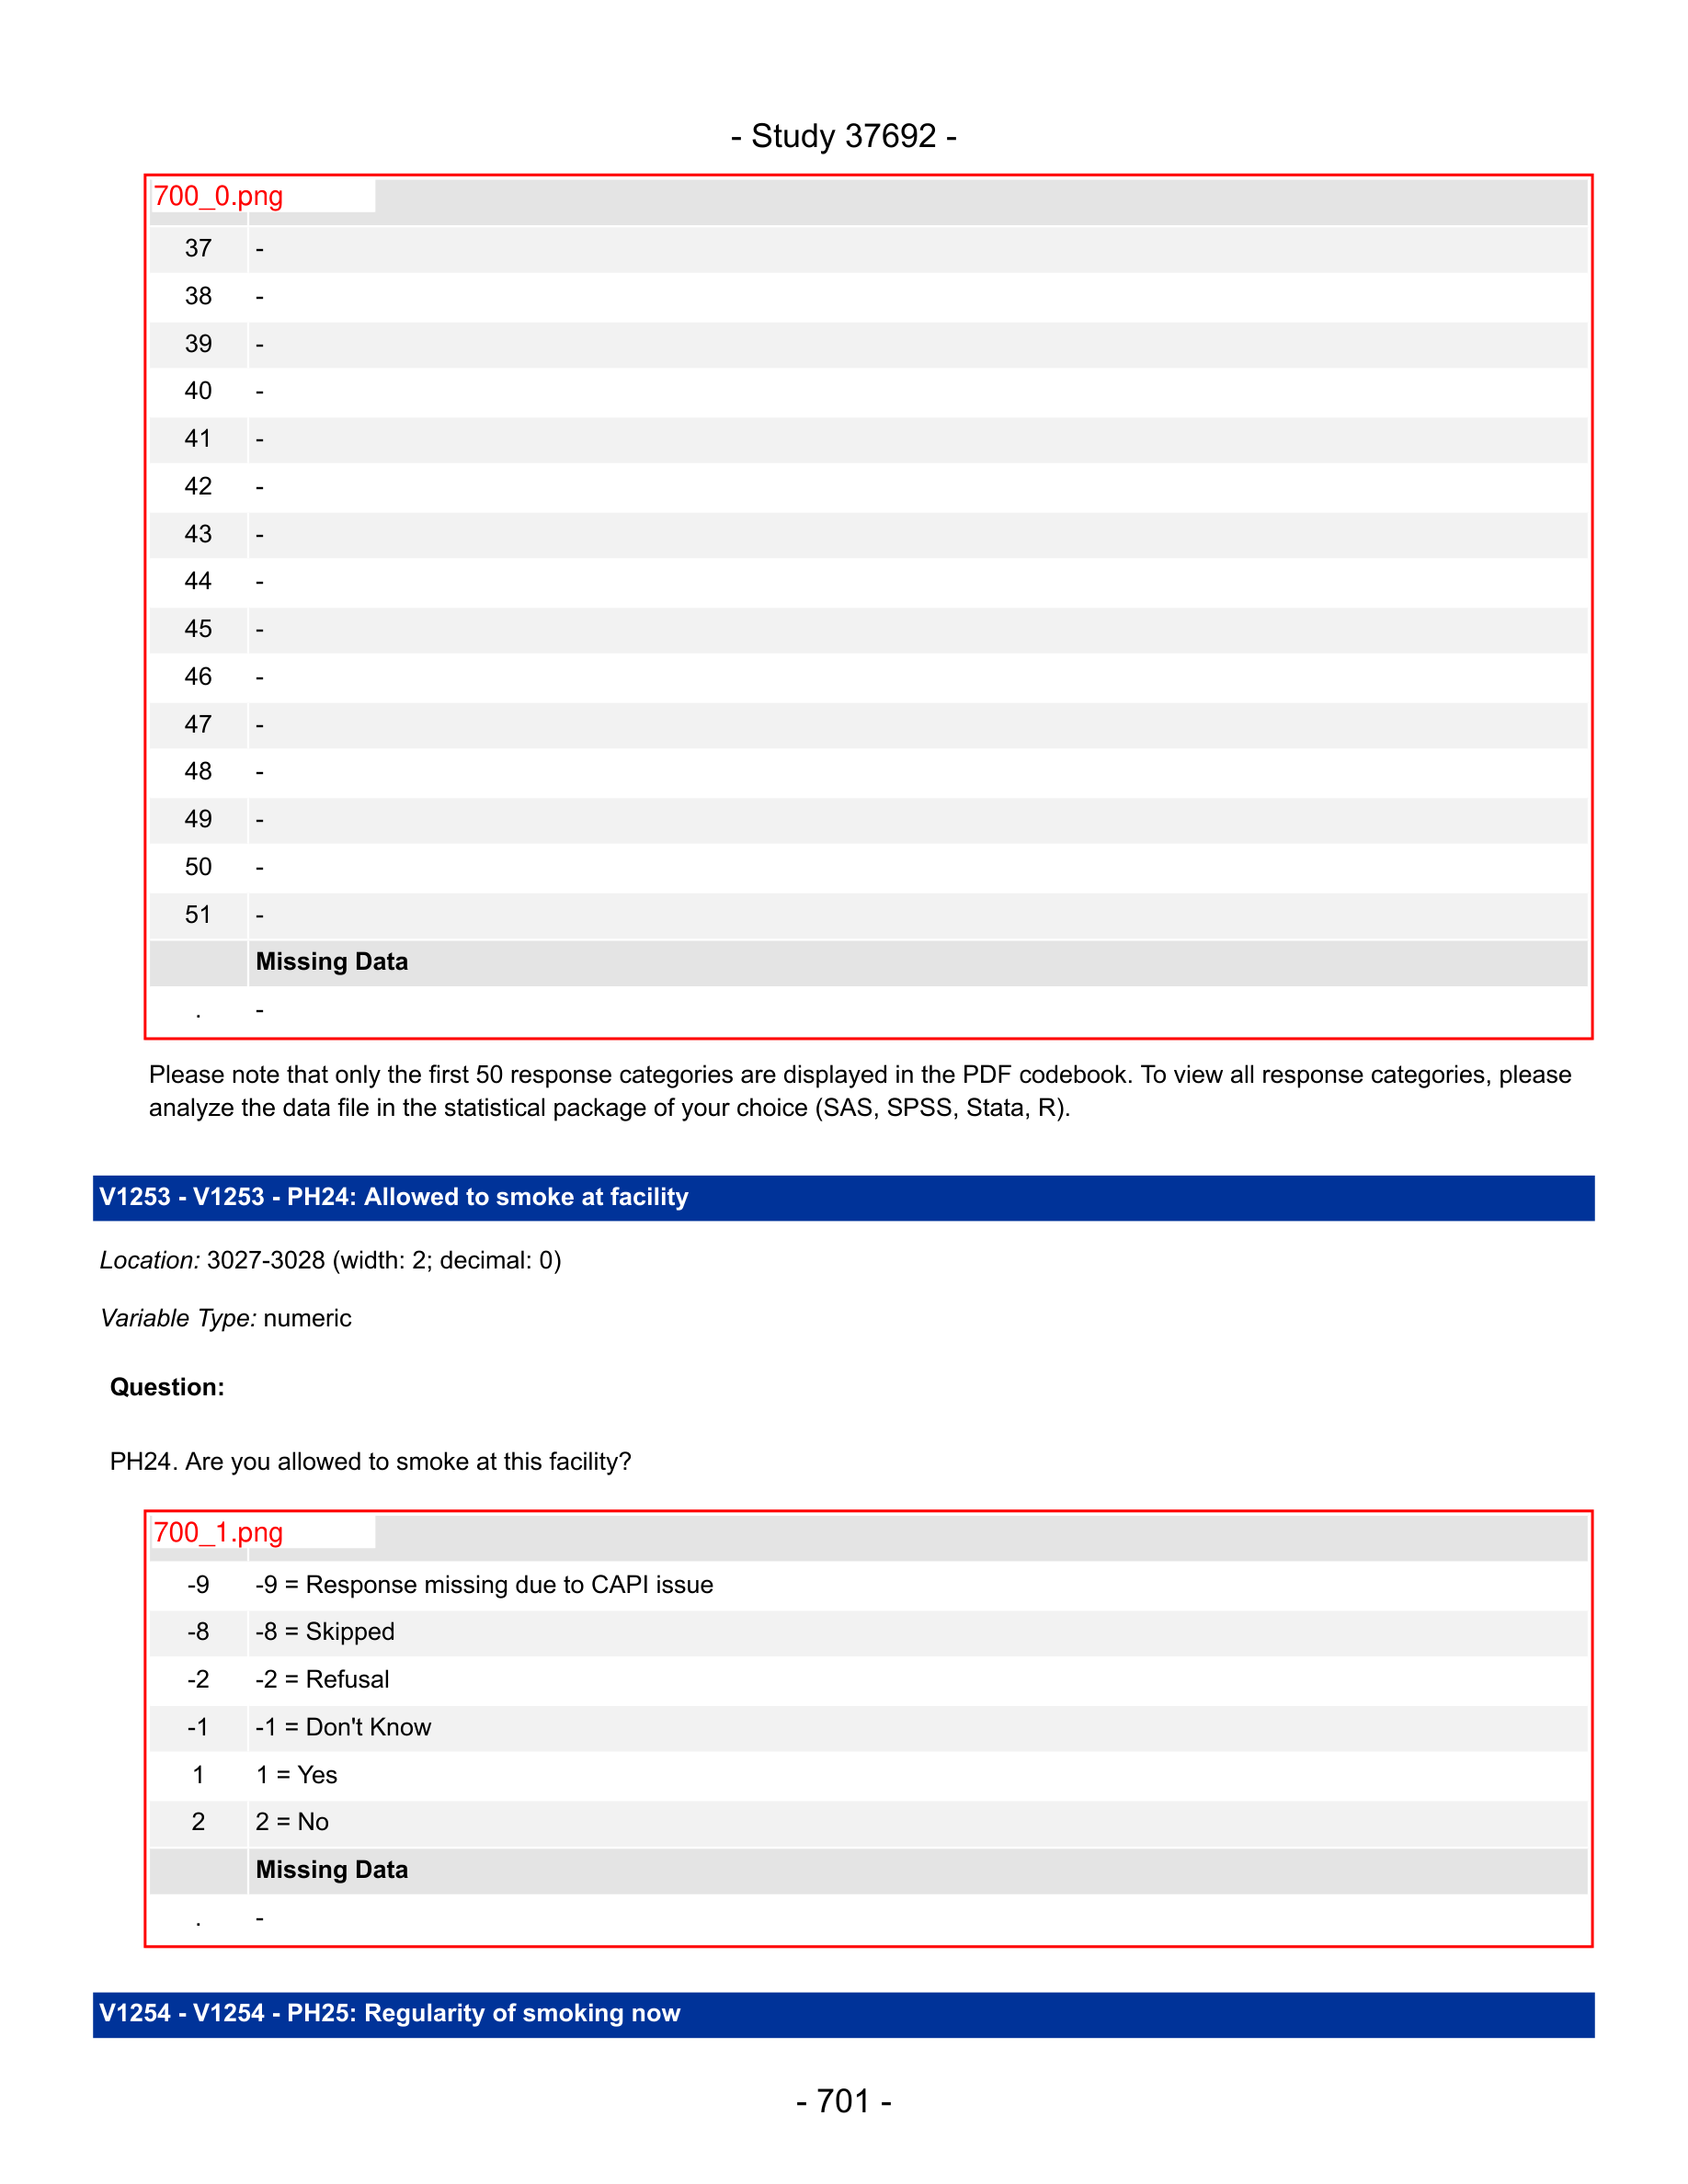 - Study 37692 -
700_0.png
37 -
38 -
39 -
40 -
41 -
42 -
43 -
44 -
45 -
46 -
47 -
48 -
49 -
50 -
51 -
Missing Data
. -
Please note that only the first 50 response categories are displayed in the PDF codebook. To view all response categories, please
analyze the data file in the statistical package of your choice (SAS, SPSS, Stata, R).
V1253 - V1253 - PH24: Allowed to smoke at facility
Location: 3027-3028 (width: 2; decimal: 0)
Variable Type: numeric
Question:
PH24. Are you allowed to smoke at this facility?
700_1.png
-9 -9 = Response missing due to CAPI issue
-8 -8 = Skipped
-2 -2 = Refusal
-1 -1 = Don't Know
1 1 = Yes
2 2 = No
Missing Data
. -
V1254 - V1254 - PH25: Regularity of smoking now
- 701 -